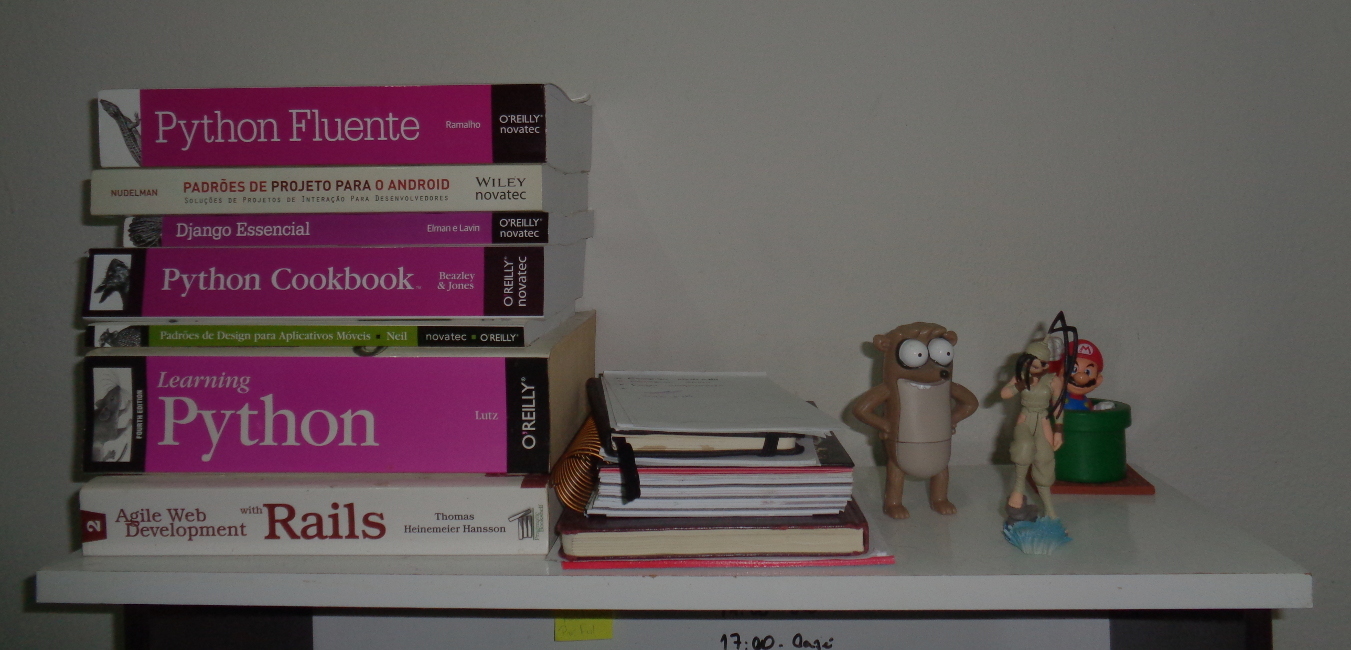 Python Fluente
Ramalho
O'REILLY®
novatec
NUDELMAN
PADRÕES DE PROJETO PARA O ANDROID
SOLUÇÕES DE PROJETOS DE INTERAÇÃO PARA DESENVOLVEDORES
WILEY
novatec
Django Essencial
Elman e Lavin
O'REILLY®
novatec
Python Cookbook
Beazley
& Jones
O'REILLY®
novatec
Padrões de Design para Aplicativos Móveis ■ Neil
novatec ■ O'REILLY®
FOURTH EDITION
Learning
Python
Lutz
O'REILLY®
2
Agile Web
Development
with
Rails
Thomas
Heinemeier Hansson
17:00 -